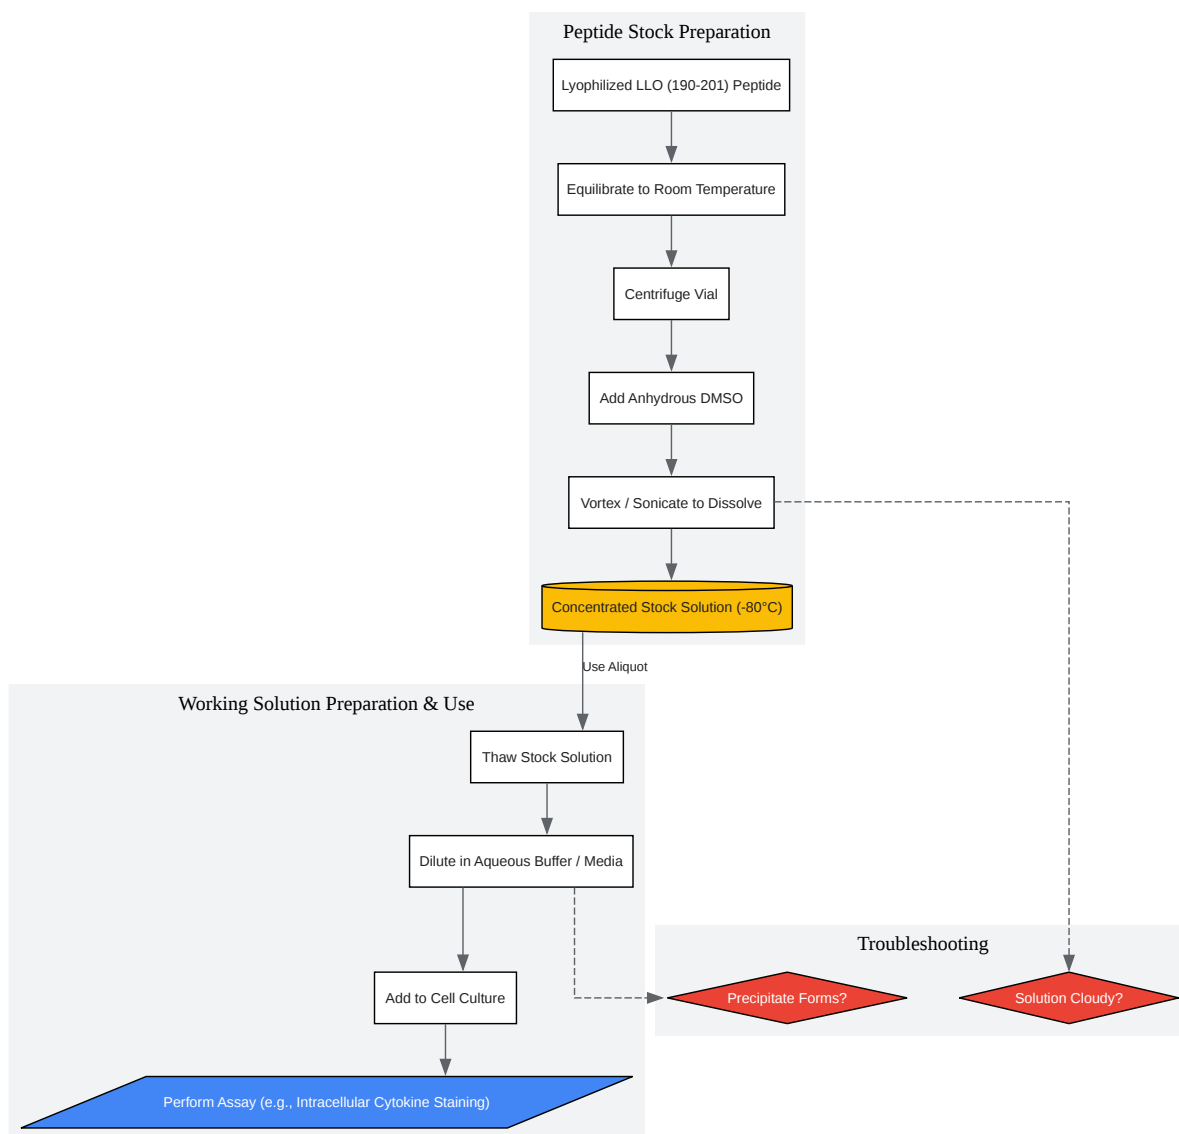 Peptide Stock Preparation
Lyophilized LLO (190-201) Peptide
Equilibrate to Room Temperature
Centrifuge Vial
Add Anhydrous DMSO
Vortex / Sonicate to Dissolve
Concentrated Stock Solution (-80°C)
Use Aliquot
Working Solution Preparation & Use
Thaw Stock Solution
Dilute in Aqueous Buffer / Media
Add to Cell Culture
Perform Assay (e.g., Intracellular Cytokine Staining)
Troubleshooting
Precipitate Forms?
Solution Cloudy?